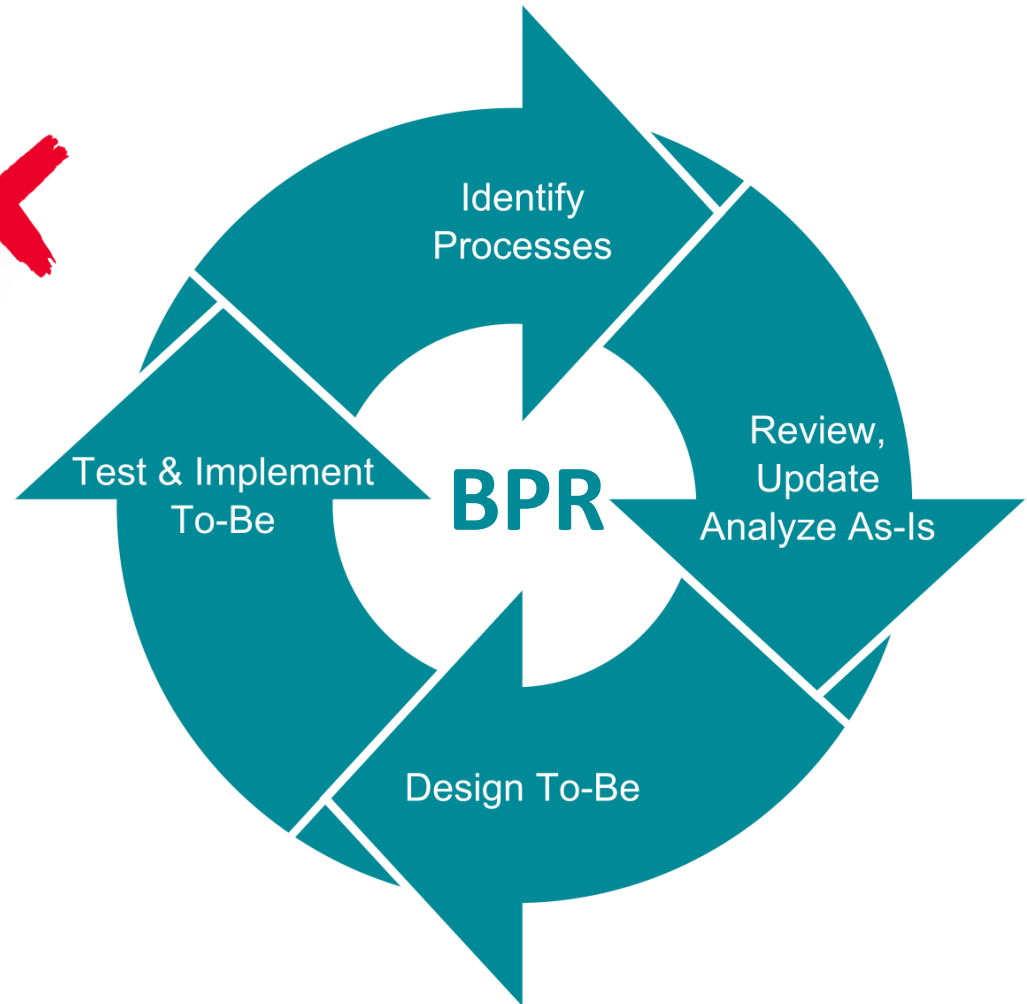 Identify
Processes
Review,
Update
Analyze As-Is
Design To-Be
Test & Implement
To-Be
BPR